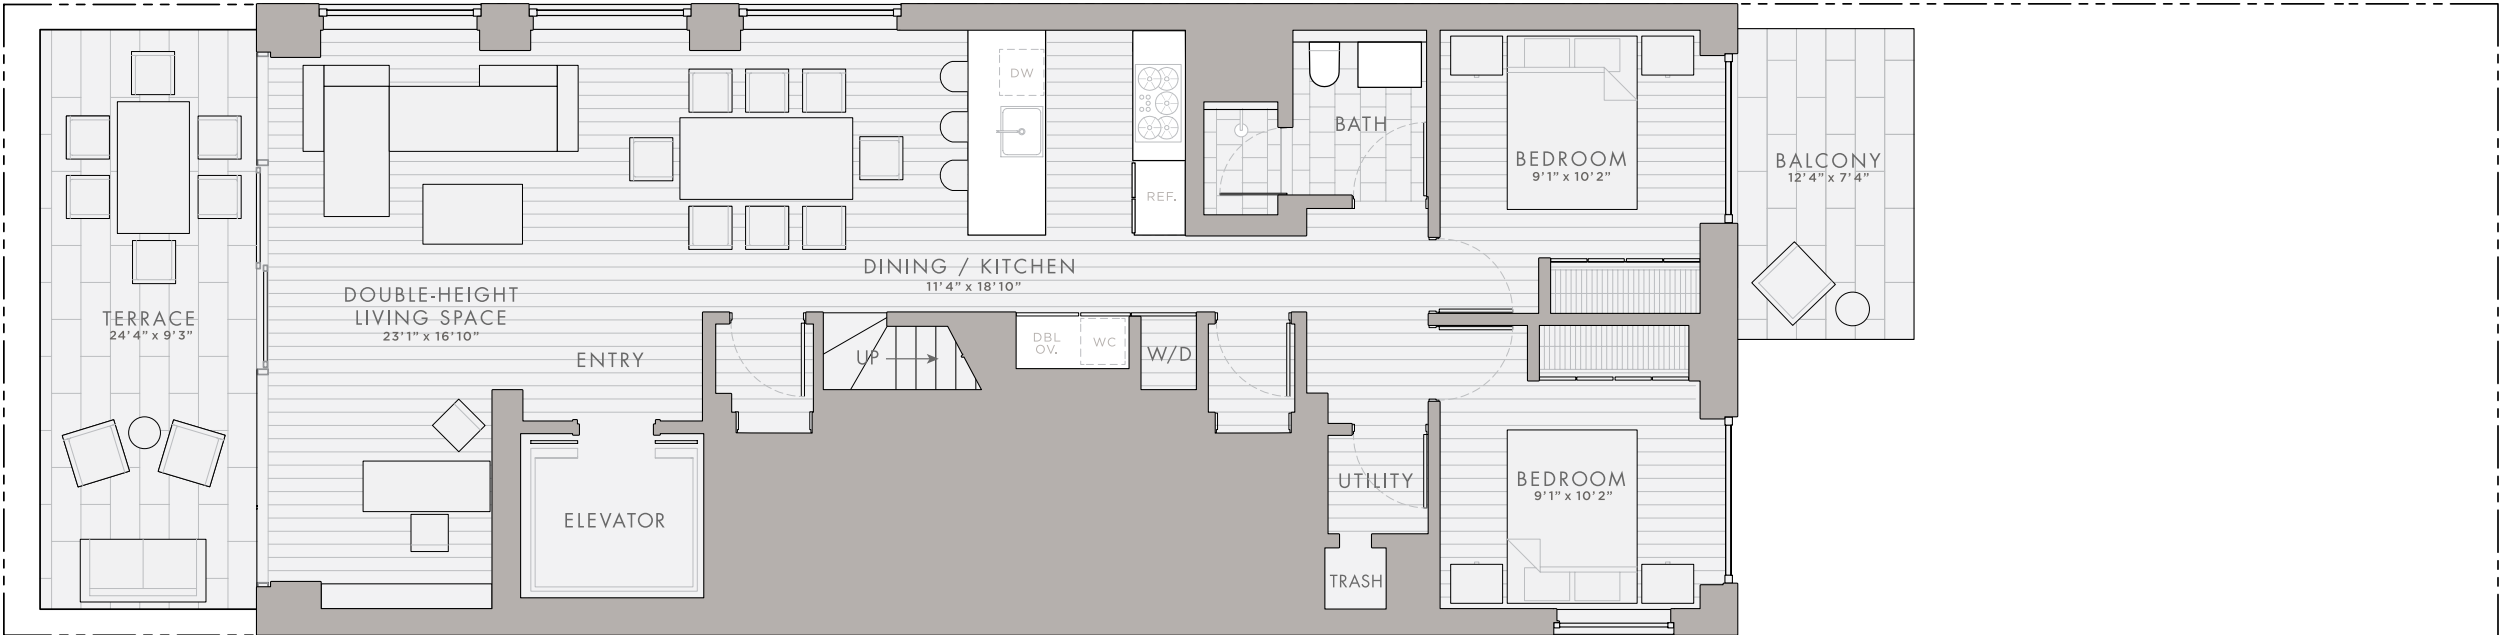 TERRACE
24'4" x 9'3"
DOUBLE-HEIGHT
LIVING SPACE
23'1" x 16'10"
ENTRY
ELEVATOR
UP
DINING / KITCHEN
11'4" x 18'10"
DW
REF.
DBL
OV.
WC
W/D
BATH
BEDROOM
9'1" x 10'2"
BALCONY
12'4" x 7'4"
UTILITY
TRASH
BEDROOM
9'1" x 10'2"